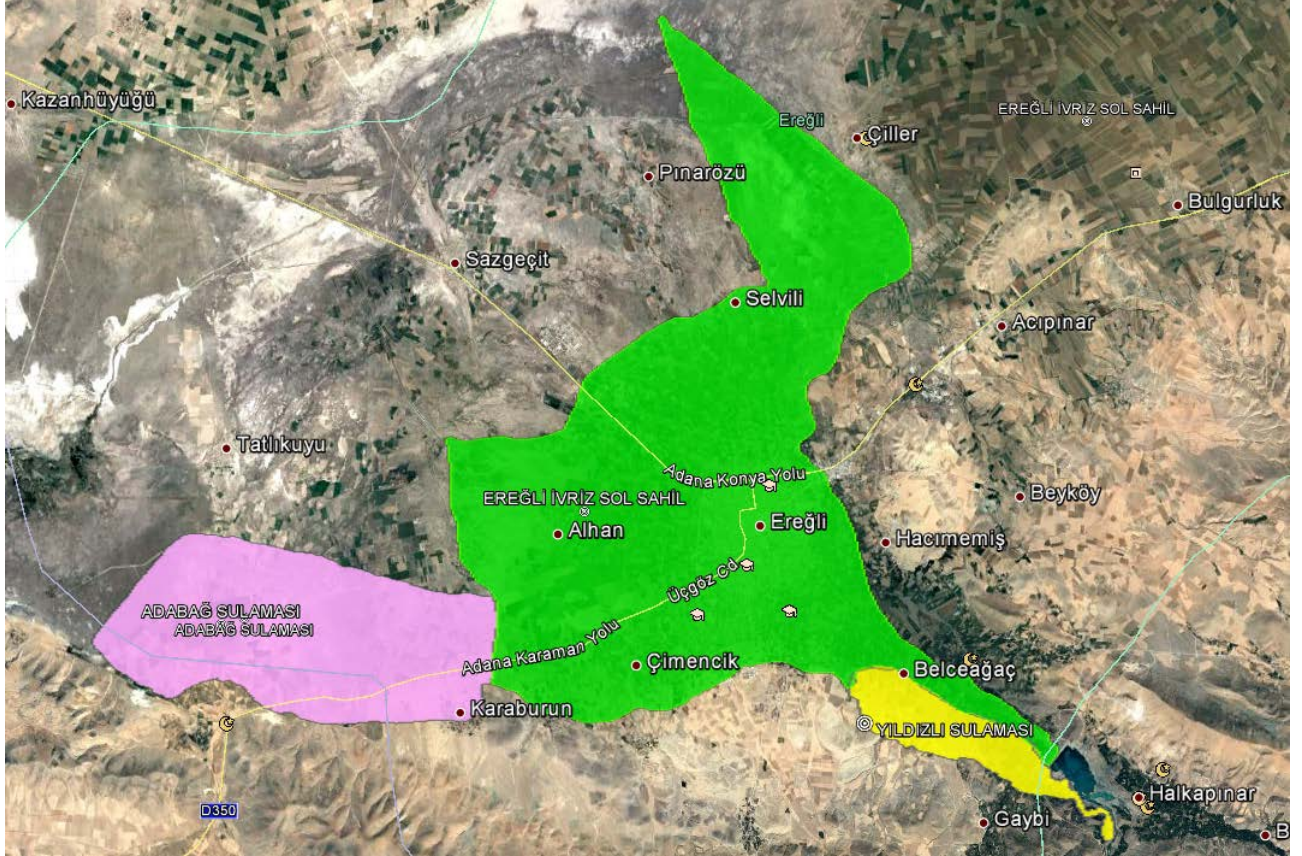 Kazanhüyüğü
EREĞLİ İVRİZ SOL SAHİL
Ereğli
Çiller
Pınarözü
Bulgurluk
Sazgeçit
Selvili
Acıpınar
Tatlıkuyu
Adana Konya Yolu
EREĞLİ İVRİZ SOL SAHİL
Beyköy
Alhan
Ereğli
Hacımemiş
Üçgöz Cd
ADABAĞ SULAMASI
ADABAĞ SULAMASI
Adana Karaman Yolu
Çimencik
Belceağaç
Karaburun
YILDIZLI SULAMASI
D350
Halkapınar
Gaybi
B